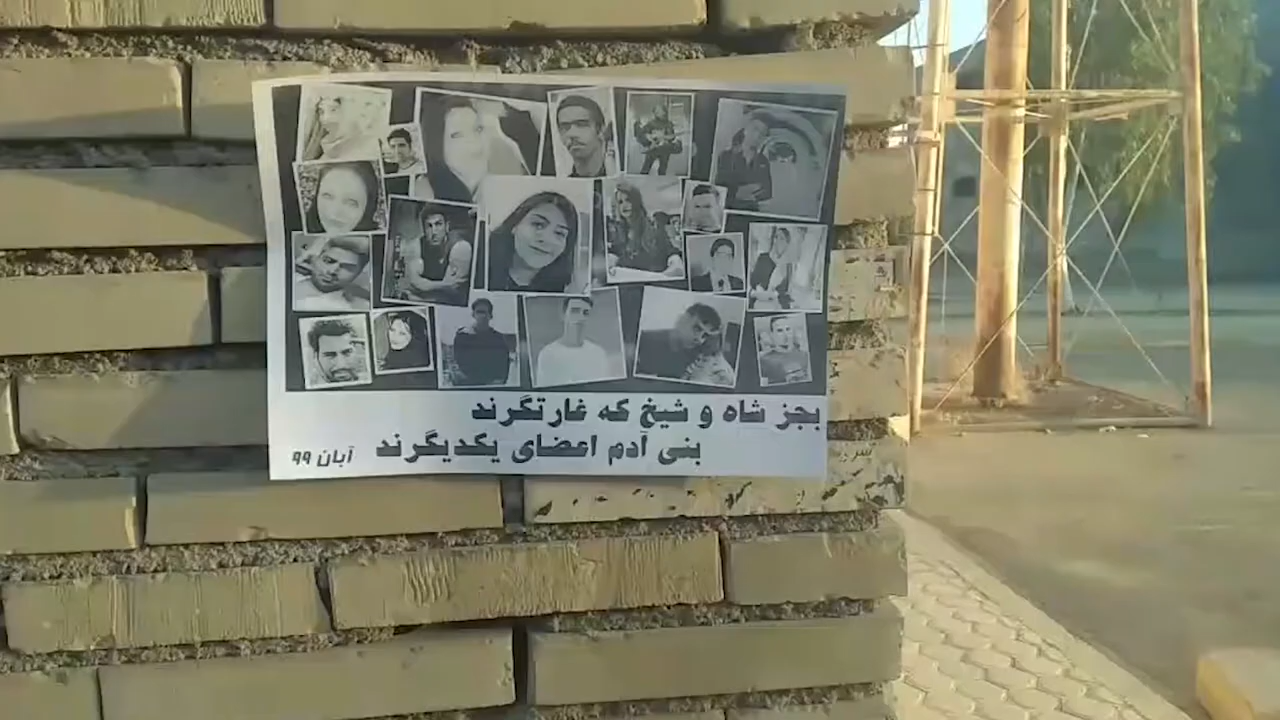 بجز شاه و شیخ که غارتگرند
بنی آدم اعضای یکدیگرند
آبان ۹۹